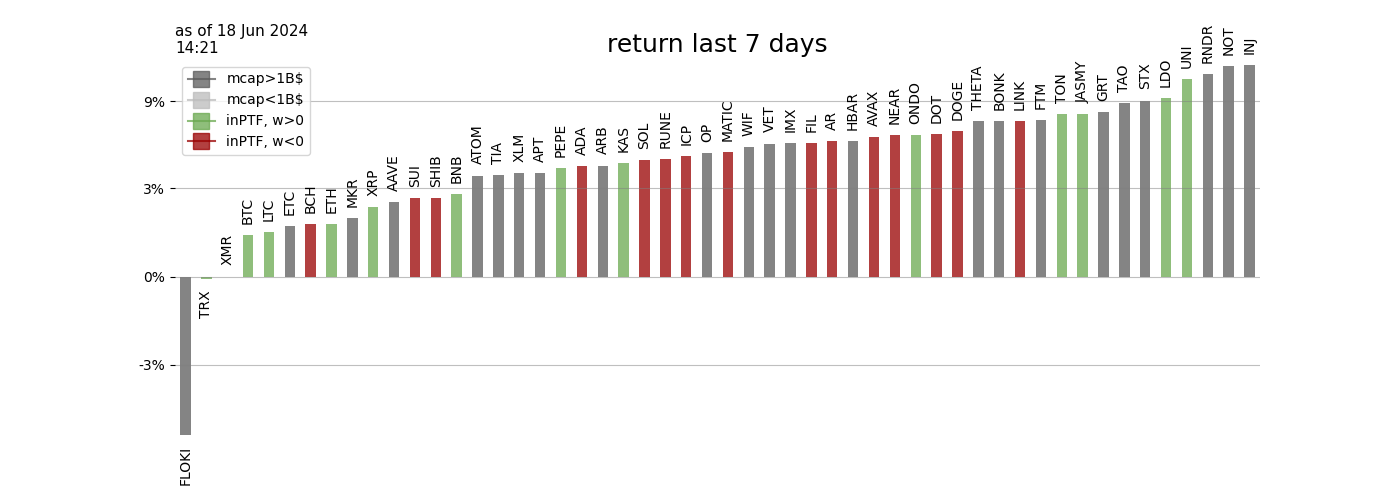 as of 18 Jun 2024
14:21
return last 7 days
mcap>1B$
mcap<1B$
inPTF, w>0
inPTF, w<0
9%
3%
0%
-3%
FLOKI
TRX
XMR
BTC
LTC
ETC
BCH
ETH
MKR
XRP
AAVE
SUI
SHIB
BNB
ATOM
TIA
XLM
APT
PEPE
ADA
ARB
KAS
SOL
RUNE
ICP
OP
MATIC
WIF
VET
IMX
FIL
AR
HBAR
AVAX
NEAR
ONDO
DOT
DOGE
THETA
BONK
LINK
FTM
TON
JASMY
GRT
TAO
STX
LDO
UNI
RNDR
NOT
INJ